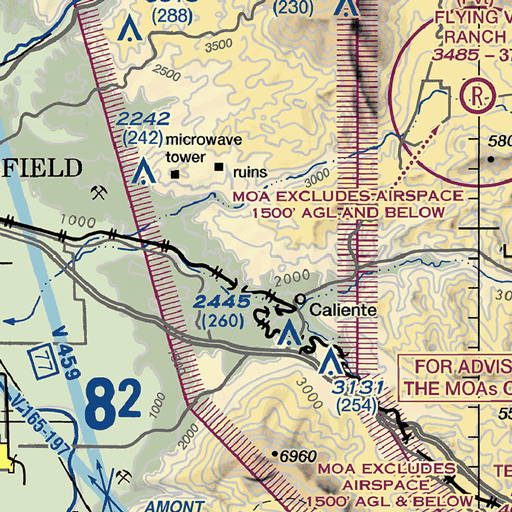 (288)
(230)
FLYING V
RANCH
3485
3500
2500
R
2242
(242)
microwave
tower
ruins
580
FIELD
3000
MOA EXCLUDES AIRSPACE
1500' AGL AND BELOW
1000
2000
2445
(260)
Caliente
V 459
77
FOR ADVIS
THE MOAs
3131
(254)
82
3000
1000
V-165-197
2000
6960
MOA EXCLUDES
AIRSPACE
1500' AGL & BELOW
AMONT